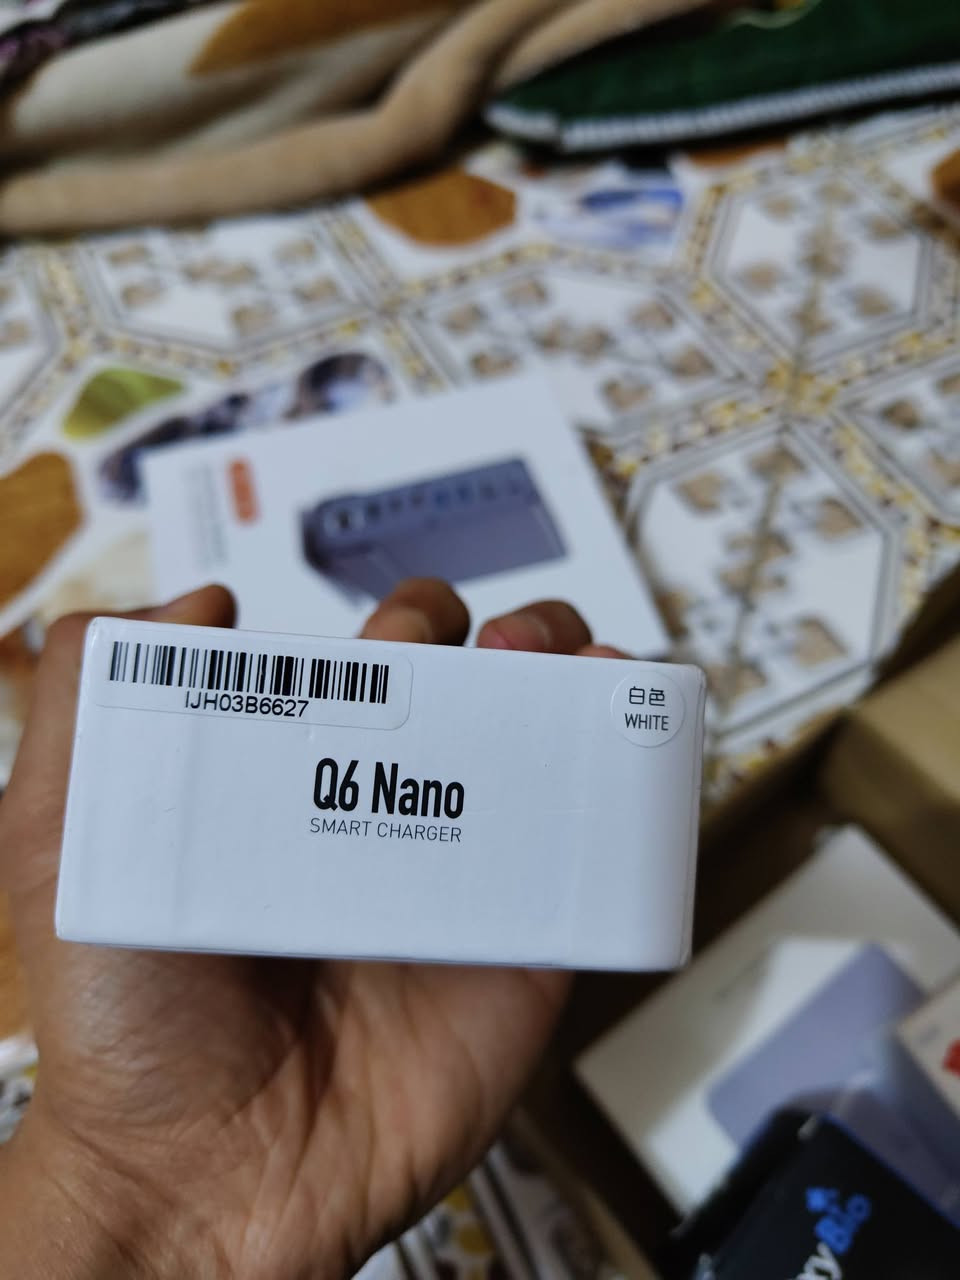 IJH03B6627
白色
WHITE
Q6 Nano
SMART CHARGER